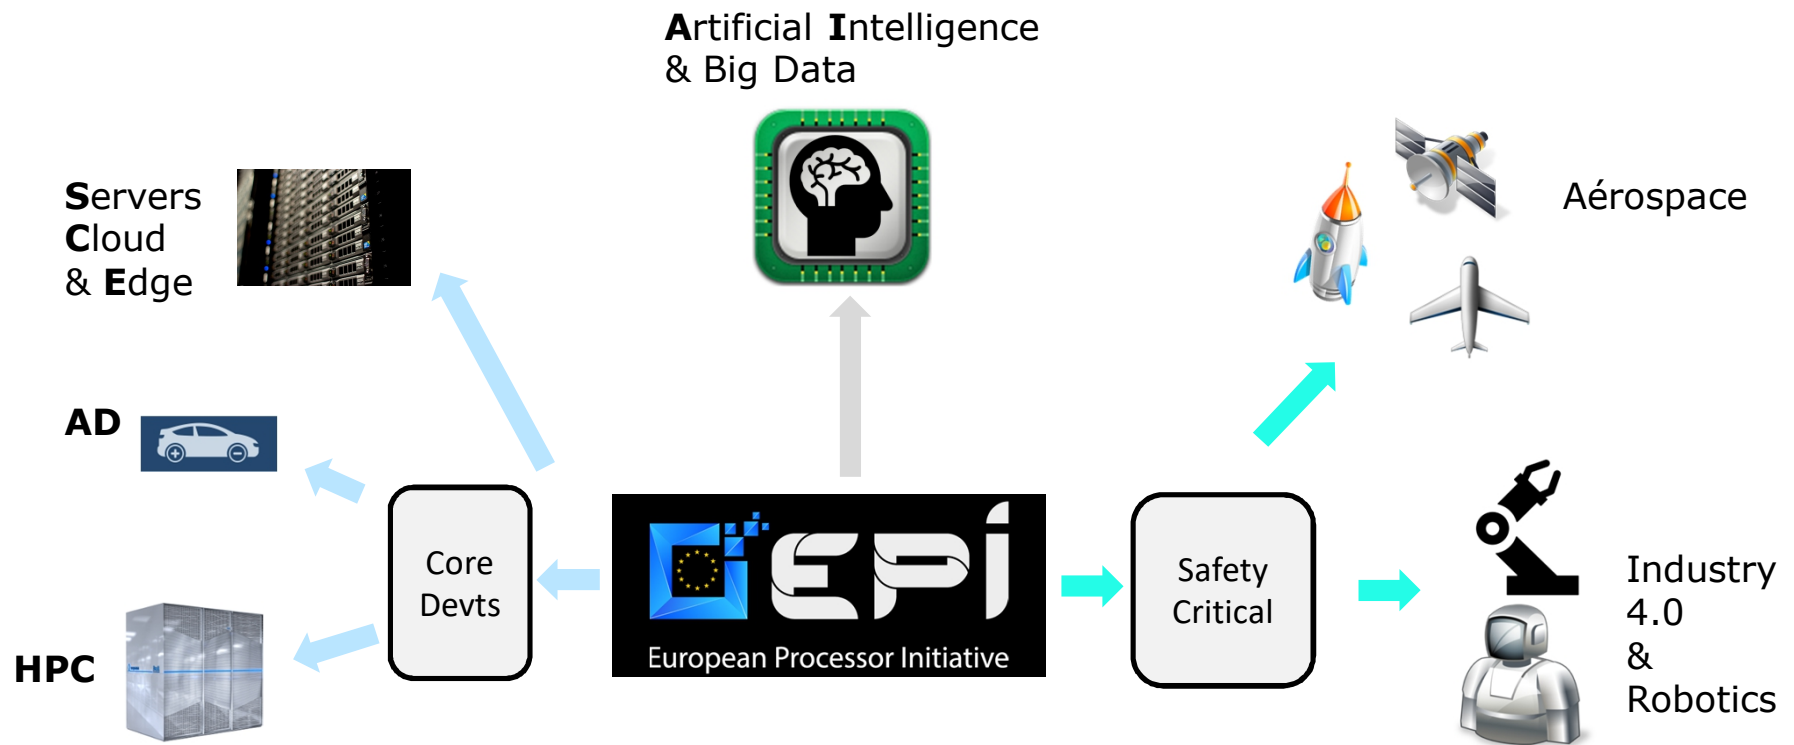 Artificial Intelligence
& Big Data
Servers
Cloud
& Edge
Aérospace
AD
Core
Devts
EPI
European Processor Initiative
Safety
Critical
Industry
4.0
&
Robotics
HPC